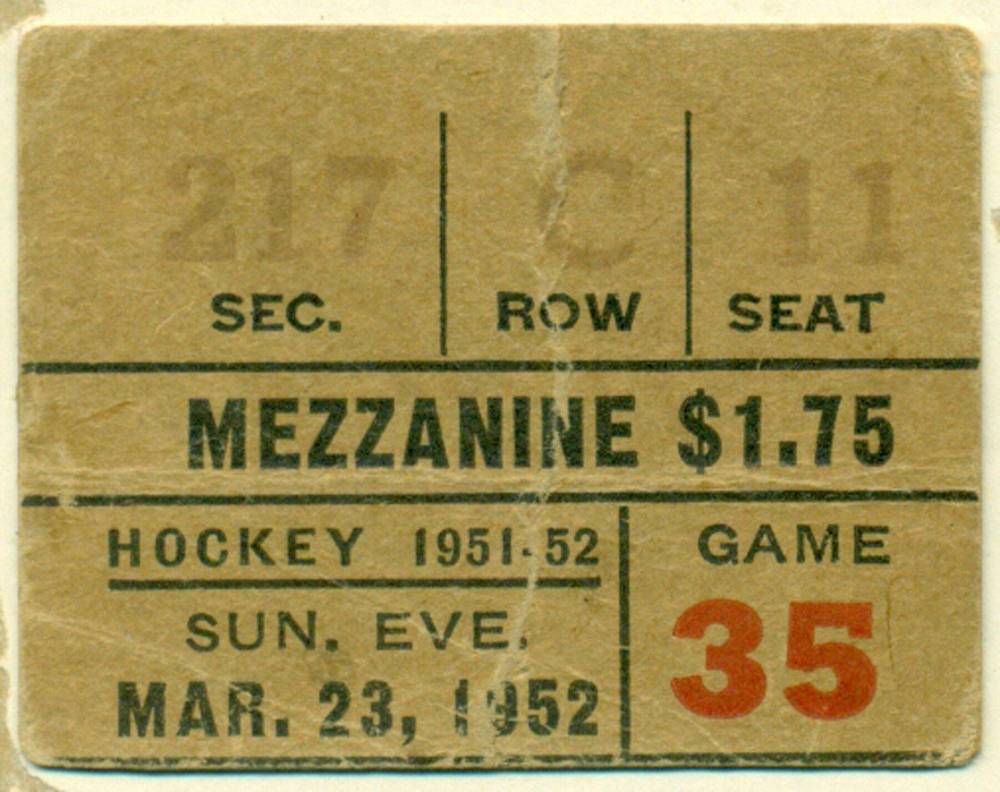 217 C 11
SEC. ROW SEAT
MEZZANINE $1.75
HOCKEY 1951-52 GAME
SUN. EVE. 35
MAR. 23, 1952